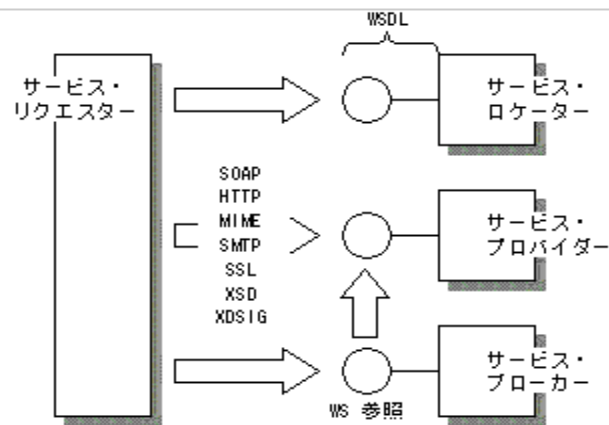 WSDL
サービス・
リクエスター
サービス・
ロケーター
SOAP
HTTP
MIME
SMTP
SSL
XSD
XDSIG
サービス・
プロバイダー
サービス・
ブローカー
WS 参照